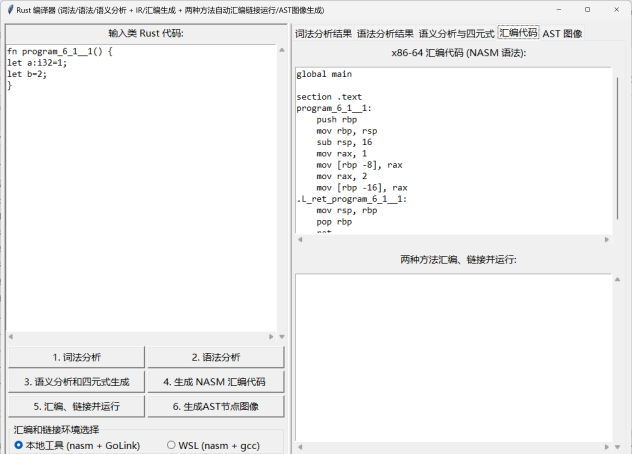 Rust 编译器 (词法/语法/语义分析 + IR/汇编生成 + 两种方法自动汇编链接运行/AST图像生成)
输入类 Rust 代码:
fn program_6_1__1() {
let a:i32=1;
let b=2;
}
1. 词法分析
2. 语法分析
3. 语义分析和四元式生成
4. 生成 NASM 汇编代码
5. 汇编、链接并运行
6. 生成AST节点图像
汇编和链接环境选择
本地工具 (nasm + GoLink)
WSL (nasm + gcc)
词法分析结果 语法分析结果 语义分析与四元式 汇编代码 AST 图像
x86-64 汇编代码 (NASM 语法):
global main
section .text
program_6_1__1:
push rbp
mov rbp, rsp
sub rsp, 16
mov rax, 1
mov [rbp -8], rax
mov rax, 2
mov [rbp -16], rax
.L_ret_program_6_1__1:
mov rsp, rbp
pop rbp
ret
两种方法汇编、链接并运行: